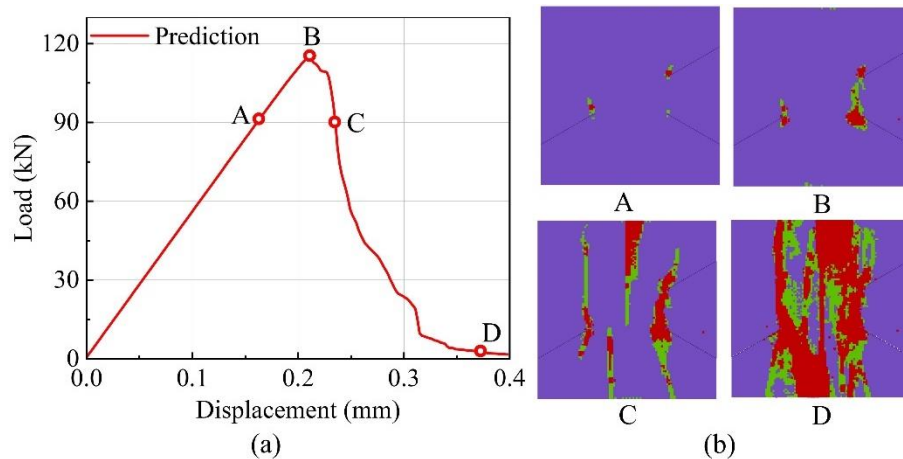 Prediction
120
90
60
30
0
Load (kN)
0.0 0.1 0.2 0.3 0.4
Displacement (mm)
A
B
C
D
(a)
A
B
C
D
(b)